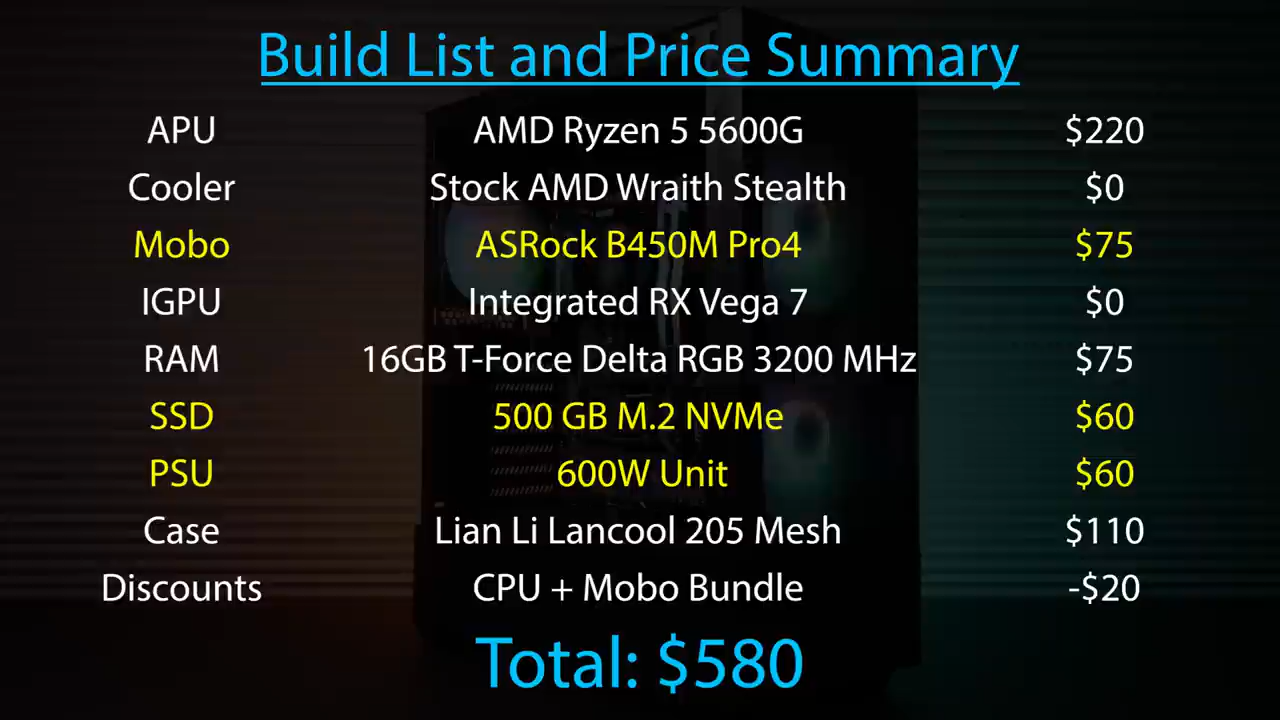 Build List and Price Summary
APU AMD Ryzen 5 5600G $220
Cooler Stock AMD Wraith Stealth $0
Mobo ASRock B450M Pro4 $75
IGPU Integrated RX Vega 7 $0
RAM 16GB T-Force Delta RGB 3200 MHz $75
SSD 500 GB M.2 NVMe $60
PSU 600W Unit $60
Case Lian Li Lancool 205 Mesh $110
Discounts CPU + Mobo Bundle -$20
Total: $580